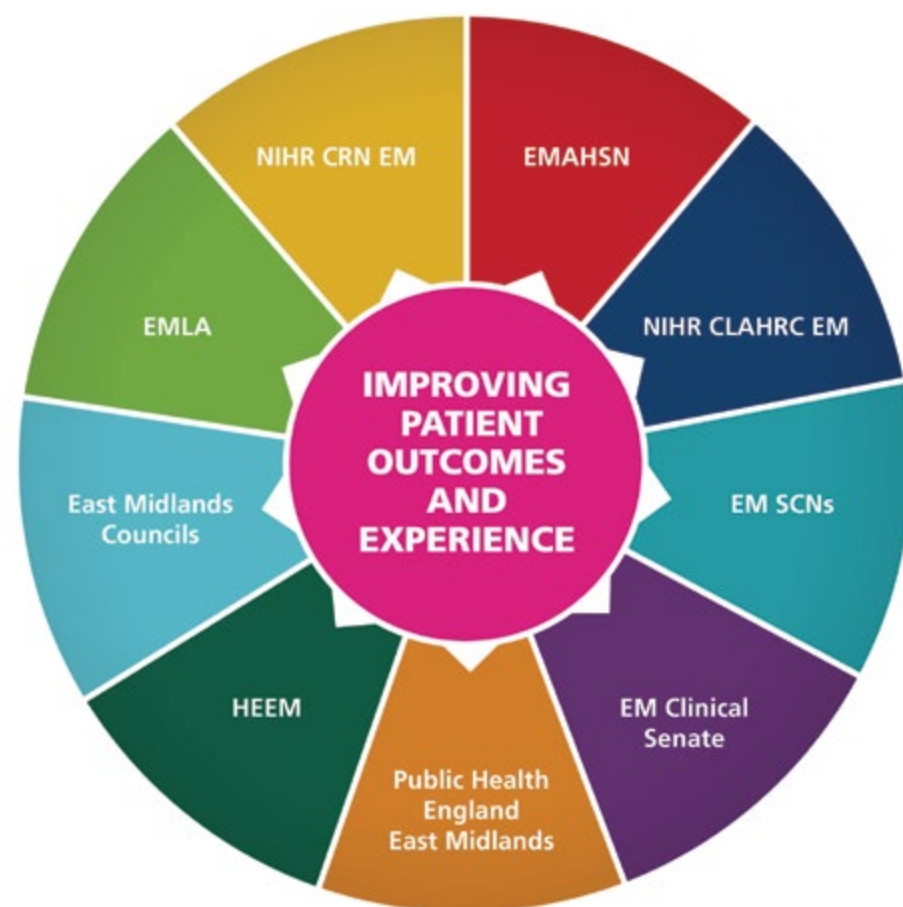 NIHR CRN EM
EMAHSN
NIHR CLAHRC EM
EM SCNs
EM Clinical
Senate
Public Health
England
East Midlands
HEEM
East Midlands
Councils
EMLA
IMPROVING
PATIENT
OUTCOMES
AND
EXPERIENCE